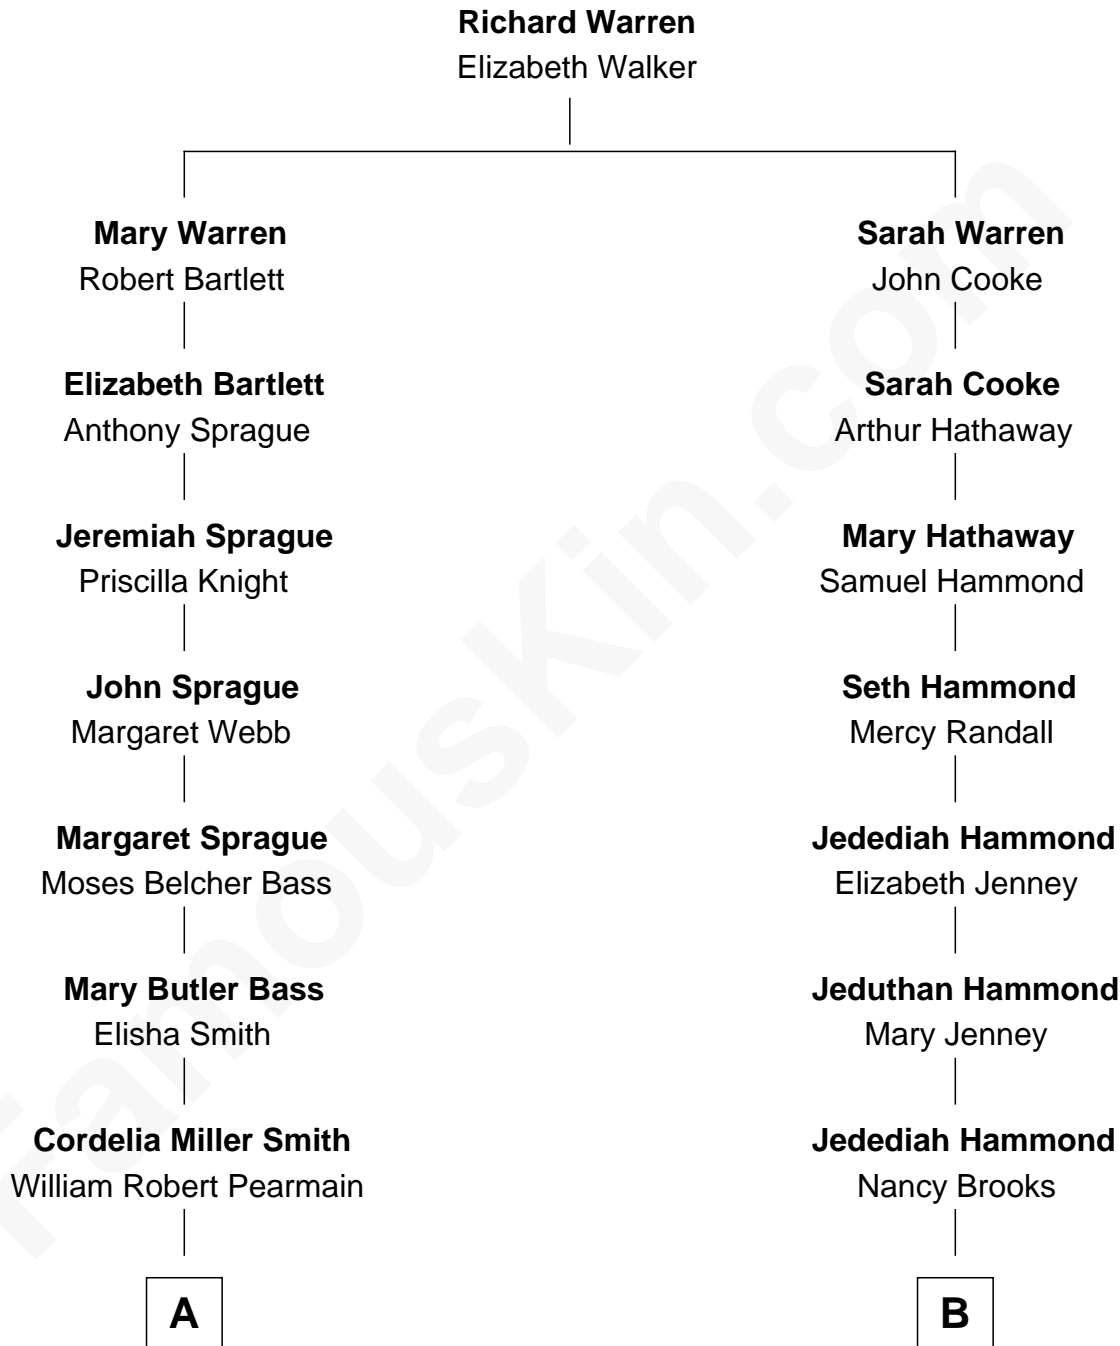 Richard Warren
Elizabeth Walker
Mary Warren
Robert Bartlett
Sarah Warren
John Cooke
Elizabeth Bartlett
Anthony Sprague
Sarah Cooke
Arthur Hathaway
Jeremiah Sprague
Priscilla Knight
Mary Hathaway
Samuel Hammond
John Sprague
Margaret Webb
Seth Hammond
Mercy Randall
Margaret Sprague
Moses Belcher Bass
Jedediah Hammond
Elizabeth Jenney
Mary Butler Bass
Elisha Smith
Jeduthan Hammond
Mary Jenney
Cordelia Miller Smith
William Robert Pearmain
Jedediah Hammond
Nancy Brooks
A
B
FamousKin.com